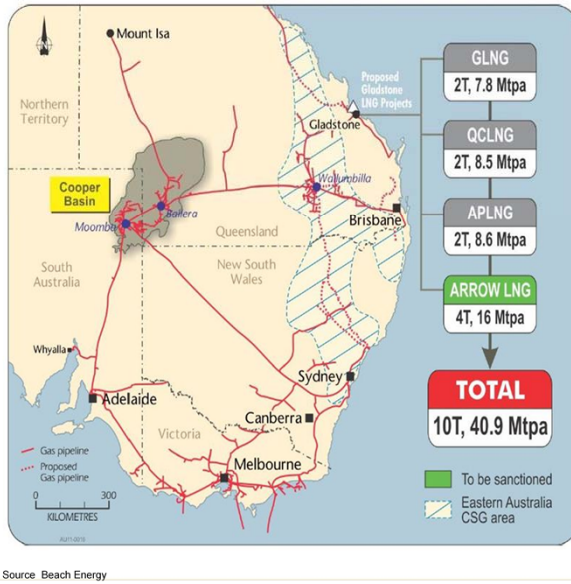 Mount Isa
Northern
Territory
Proposed
Gladstone
LNG Projects
Gladstone
Cooper
Basin
Wallumbilla
Ballera
Moomba
Brisbane
Queensland
New South
Wales
South
Australia
Whyalla
Sydney
Adelaide
Canberra
Victoria
Melbourne
Gas pipeline
Proposed
Gas pipeline
0 300
KILOMETRES
GLNG
2T, 7.8 Mtpa
QCLNG
2T, 8.5 Mtpa
APLNG
2T, 8.6 Mtpa
ARROW LNG
4T, 16 Mtpa
TOTAL
10T, 40.9 Mtpa
To be sanctioned
Eastern Australia
CSG area
Source Beach Energy